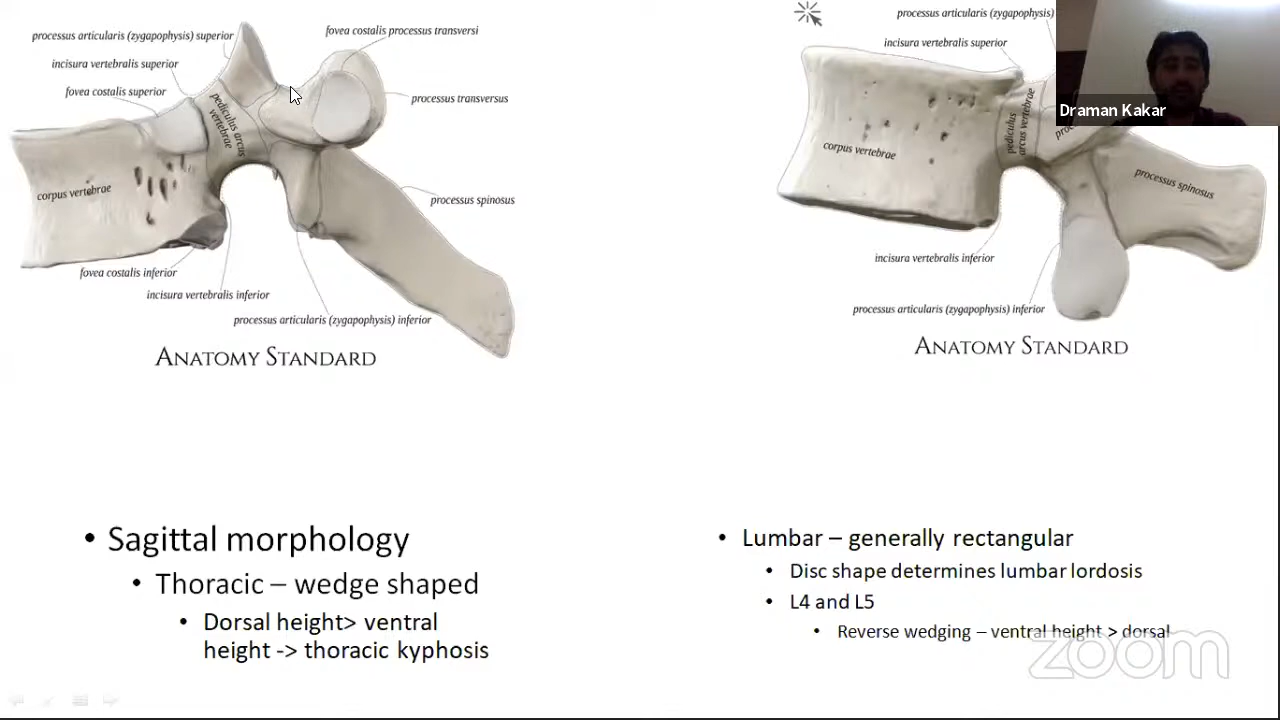 processus articularis (zygapophysis) superior
incisura vertebralis superior
fovea costalis superior
fovea costalis processus transversi
processus transversus
pediculus arcus
vertebrae
corpus vertebrae
processus spinosus
fovea costalis inferior
incisura vertebralis inferior
processus articularis (zygapophysis) inferior
ANATOMY STANDARD
processus articularis (zygapophysis)
incisura vertebralis superior
Draman Kakar
pediculus
arcus vertebrae
corpus vertebrae
processus spinosus
incisura vertebralis inferior
processus articularis (zygapophysis) inferior
ANATOMY STANDARD
• Sagittal morphology
• Thoracic – wedge shaped
• Dorsal height> ventral
height -> thoracic kyphosis
• Lumbar – generally rectangular
• Disc shape determines lumbar lordosis
• L4 and L5
• Reverse wedging – ventral height > dorsal
zoom